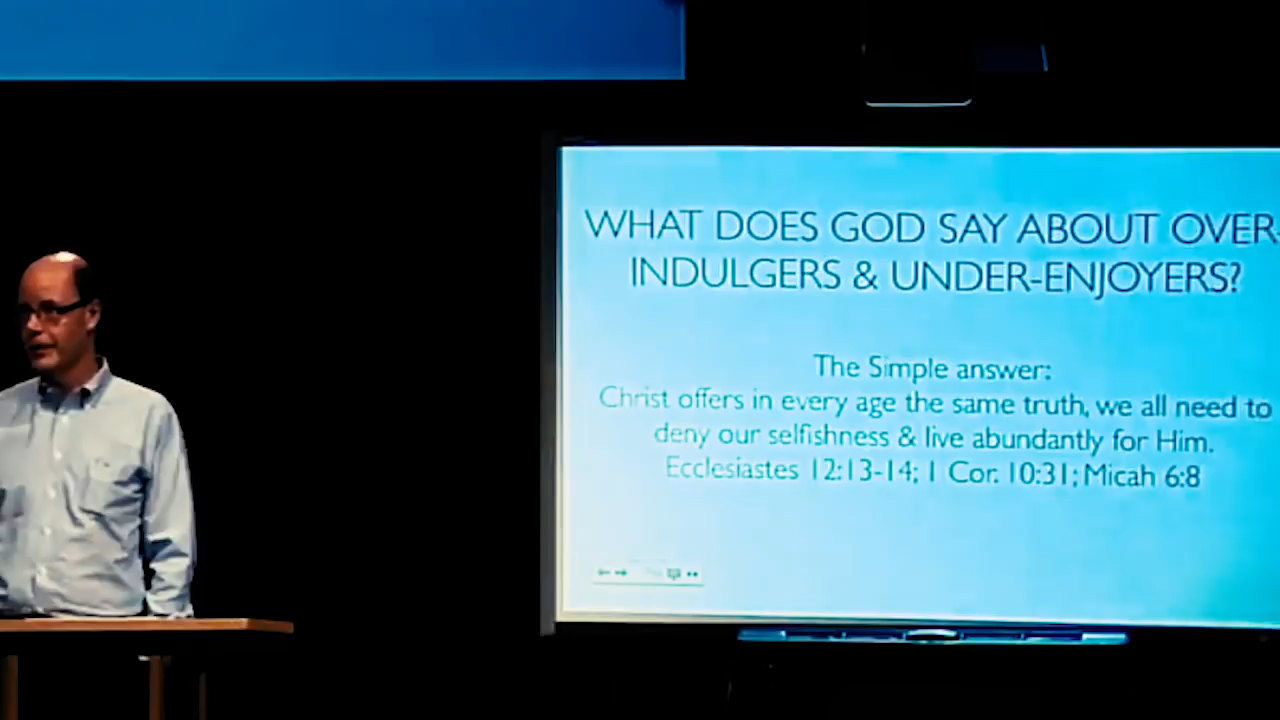 WHAT DOES GOD SAY ABOUT OVER-
INDULGERS & UNDER-ENJOYERS?
The Simple answer:
Christ offers in every age the same truth, we all need to
deny our selfishness & live abundantly for Him.
Ecclesiastes 12:13-14; 1 Cor. 10:31; Micah 6:8